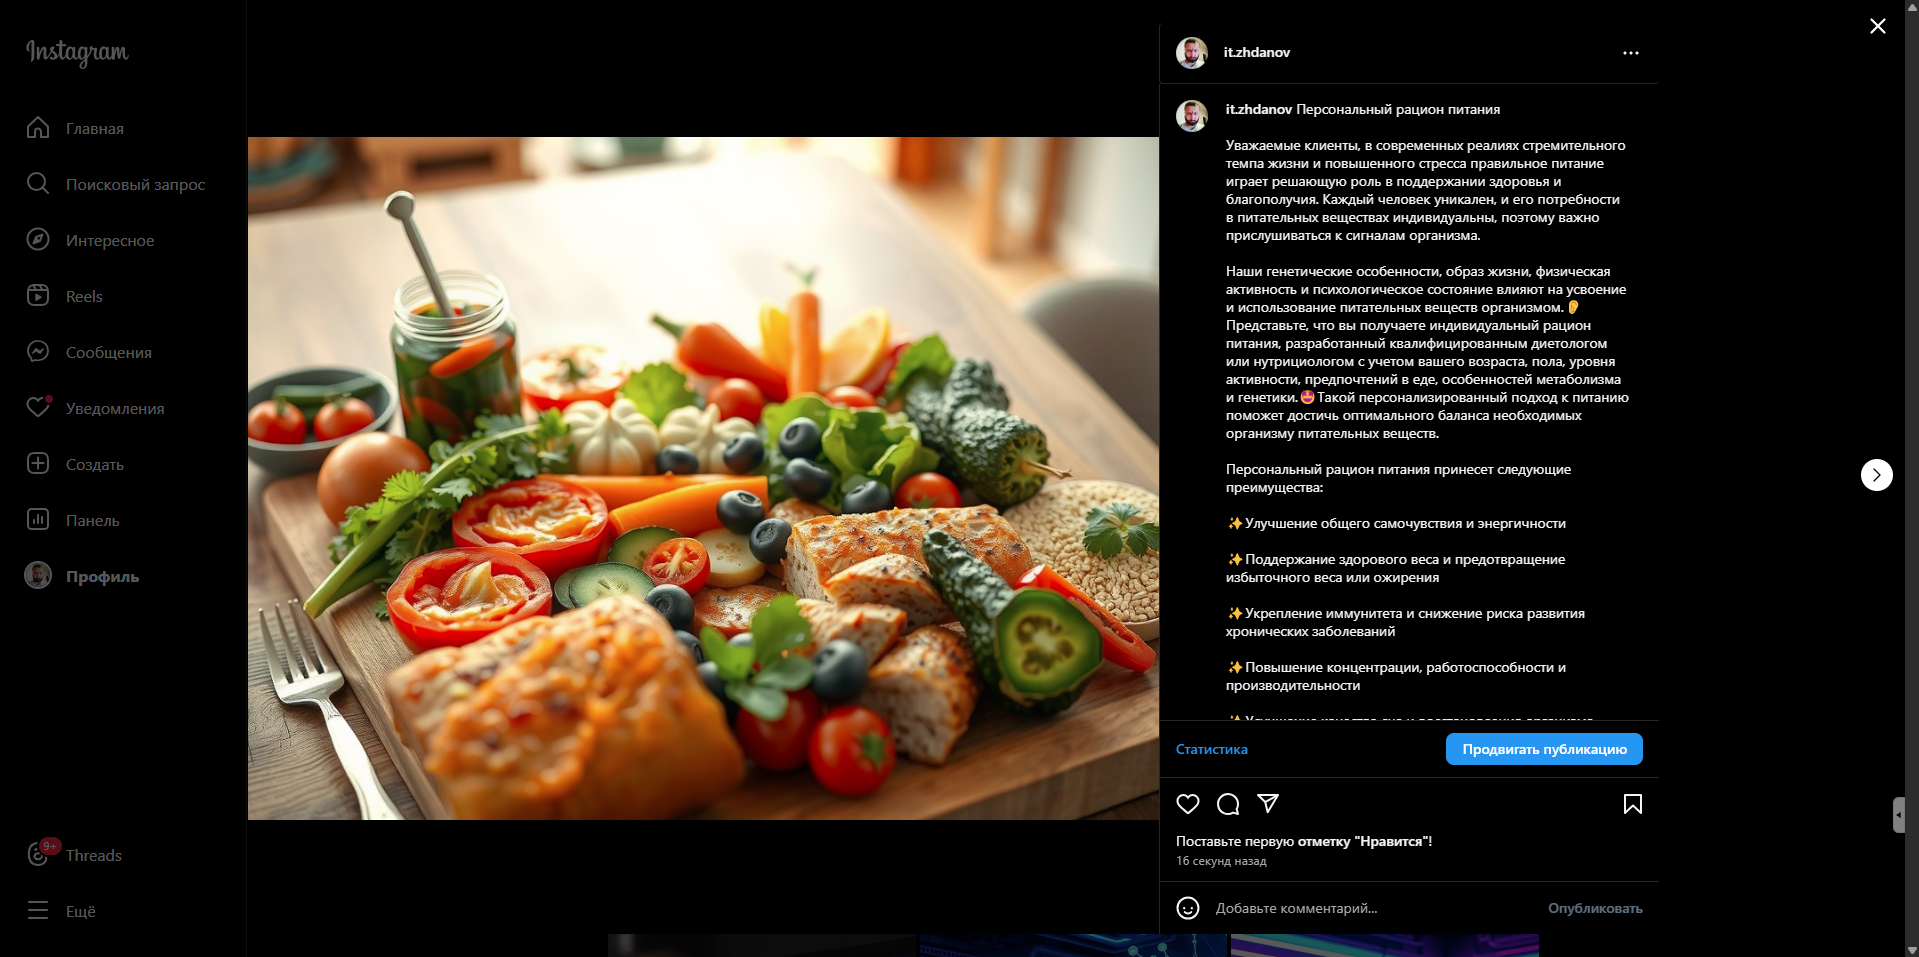 Instagram
Главная
Поисковый запрос
Интересное
Reels
Сообщения
Уведомления
Создать
Панель
Профиль
9+
Threads
Ещё
it.zhdanov
it.zhdanov Персональный рацион питания
Уважаемые клиенты, в современных реалиях стремительного
темпа жизни и повышенного стресса правильное питание
играет решающую роль в поддержании здоровья и
благополучия. Каждый человек уникален, и его потребности
в питательных веществах индивидуальны, поэтому важно
прислушиваться к сигналам организма.
Наши генетические особенности, образ жизни, физическая
активность и психологическое состояние влияют на усвоение
и использование питательных веществ организмом.👂
Представьте, что вы получаете индивидуальный рацион
питания, разработанный квалифицированным диетологом
или нутрициологом с учетом вашего возраста, пола, уровня
активности, предпочтений в еде, особенностей метаболизма
и генетики.🤩Такой персонализированный подход к питанию
поможет достичь оптимального баланса необходимых
организму питательных веществ.
Персональный рацион питания принесет следующие
преимущества:
✨Улучшение общего самочувствия и энергичности
✨Поддержание здорового веса и предотвращение
избыточного веса или ожирения
✨Укрепление иммунитета и снижение риска развития
хронических заболеваний
✨Повышение концентрации, работоспособности и
производительности
Статистика
Продвигать публикацию
Поставьте первую отметку "Нравится"!
16 секунд назад
Добавьте комментарий...
Опубликовать